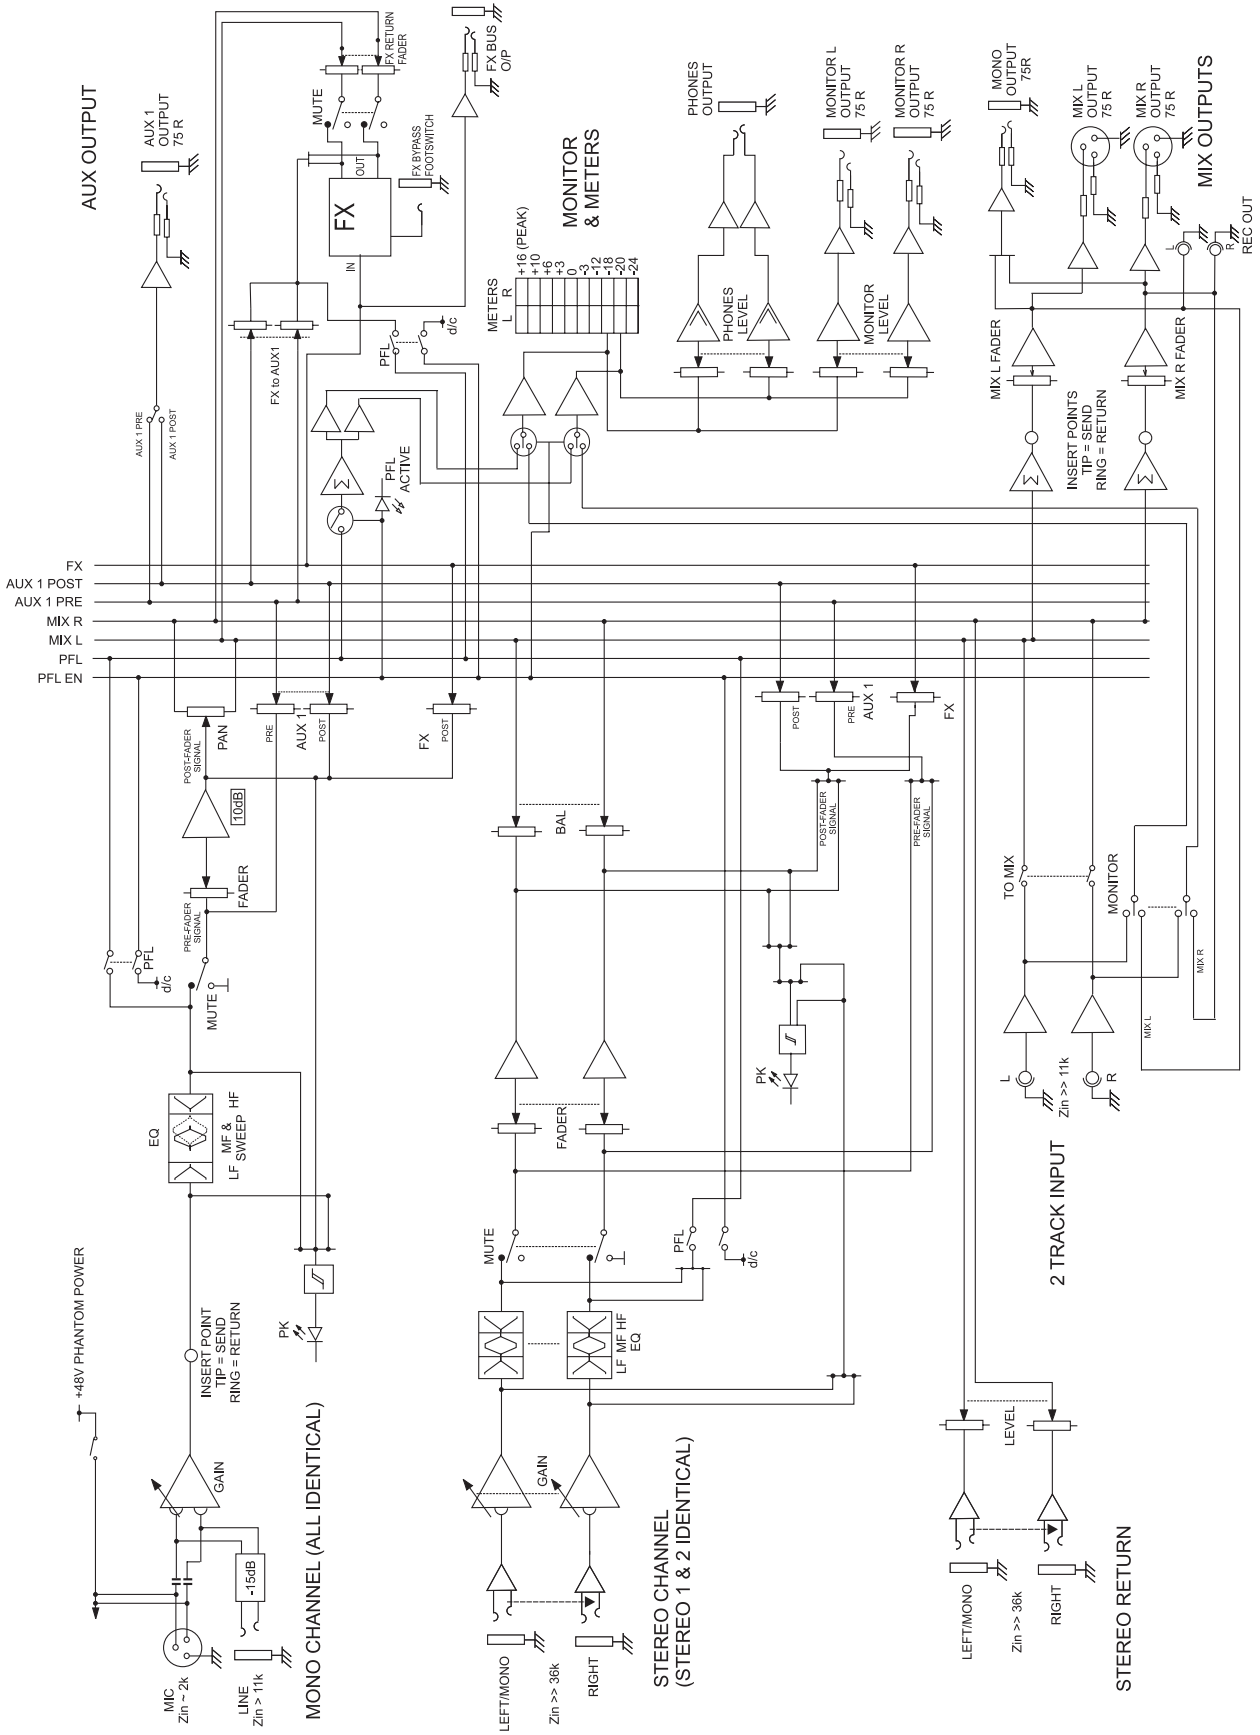 AUX OUTPUT
AUX 1
OUTPUT
75 R
AUX 1 PRE
AUX 1 POST
MUTE
FX RETURN
FADER
FX BUS
O/P
FX
IN
OUT
FX BYPASS
FOOTSWITCH
FX to AUX1
PFL
d/c
PFL
ACTIVE
MONITOR
& METERS
METERS
L R
+16 (PEAK)
+10
+6
+3
0
-3
-12
-18
-20
-24
PHONES
OUTPUT
PHONES
LEVEL
MONITOR L
OUTPUT
75 R
MONITOR R
OUTPUT
75 R
MONITOR
LEVEL
MONO
OUTPUT
75R
MIX L
OUTPUT
75 R
MIX R
OUTPUT
75 R
MIX OUTPUTS
L
R
REC OUT
MIX L FADER
MIX R FADER
INSERT POINTS
TIP = SEND
RING = RETURN
Σ
Σ
Σ
FX
AUX 1 POST
AUX 1 PRE
MIX R
MIX L
PFL
PFL EN
PAN
POST-FADER
SIGNAL
10dB
FADER
PRE-FADER
SIGNAL
PFL
d/c
MUTE
PRE
AUX 1
POST
FX
POST
EQ
LF
MF &
SWEEP
HF
PK
INSERT POINT
TIP = SEND
RING = RETURN
+48V PHANTOM POWER
GAIN
-15dB
MIC
Zin ~ 2k
LINE
Zin > 11k
MONO CHANNEL (ALL IDENTICAL)
BAL
FADER
MUTE
PFL
d/c
LF MF HF
EQ
GAIN
LEFT/MONO
Zin >> 36k
RIGHT
STEREO CHANNEL
(STEREO 1 & 2 IDENTICAL)
POST
PRE
AUX 1
FX
POST-FADER
SIGNAL
PRE-FADER
SIGNAL
PK
TO MIX
MONITOR
MIX L
MIX R
L
Zin >> 11k
R
2 TRACK INPUT
LEVEL
LEFT/MONO
Zin >> 36k
RIGHT
STEREO RETURN